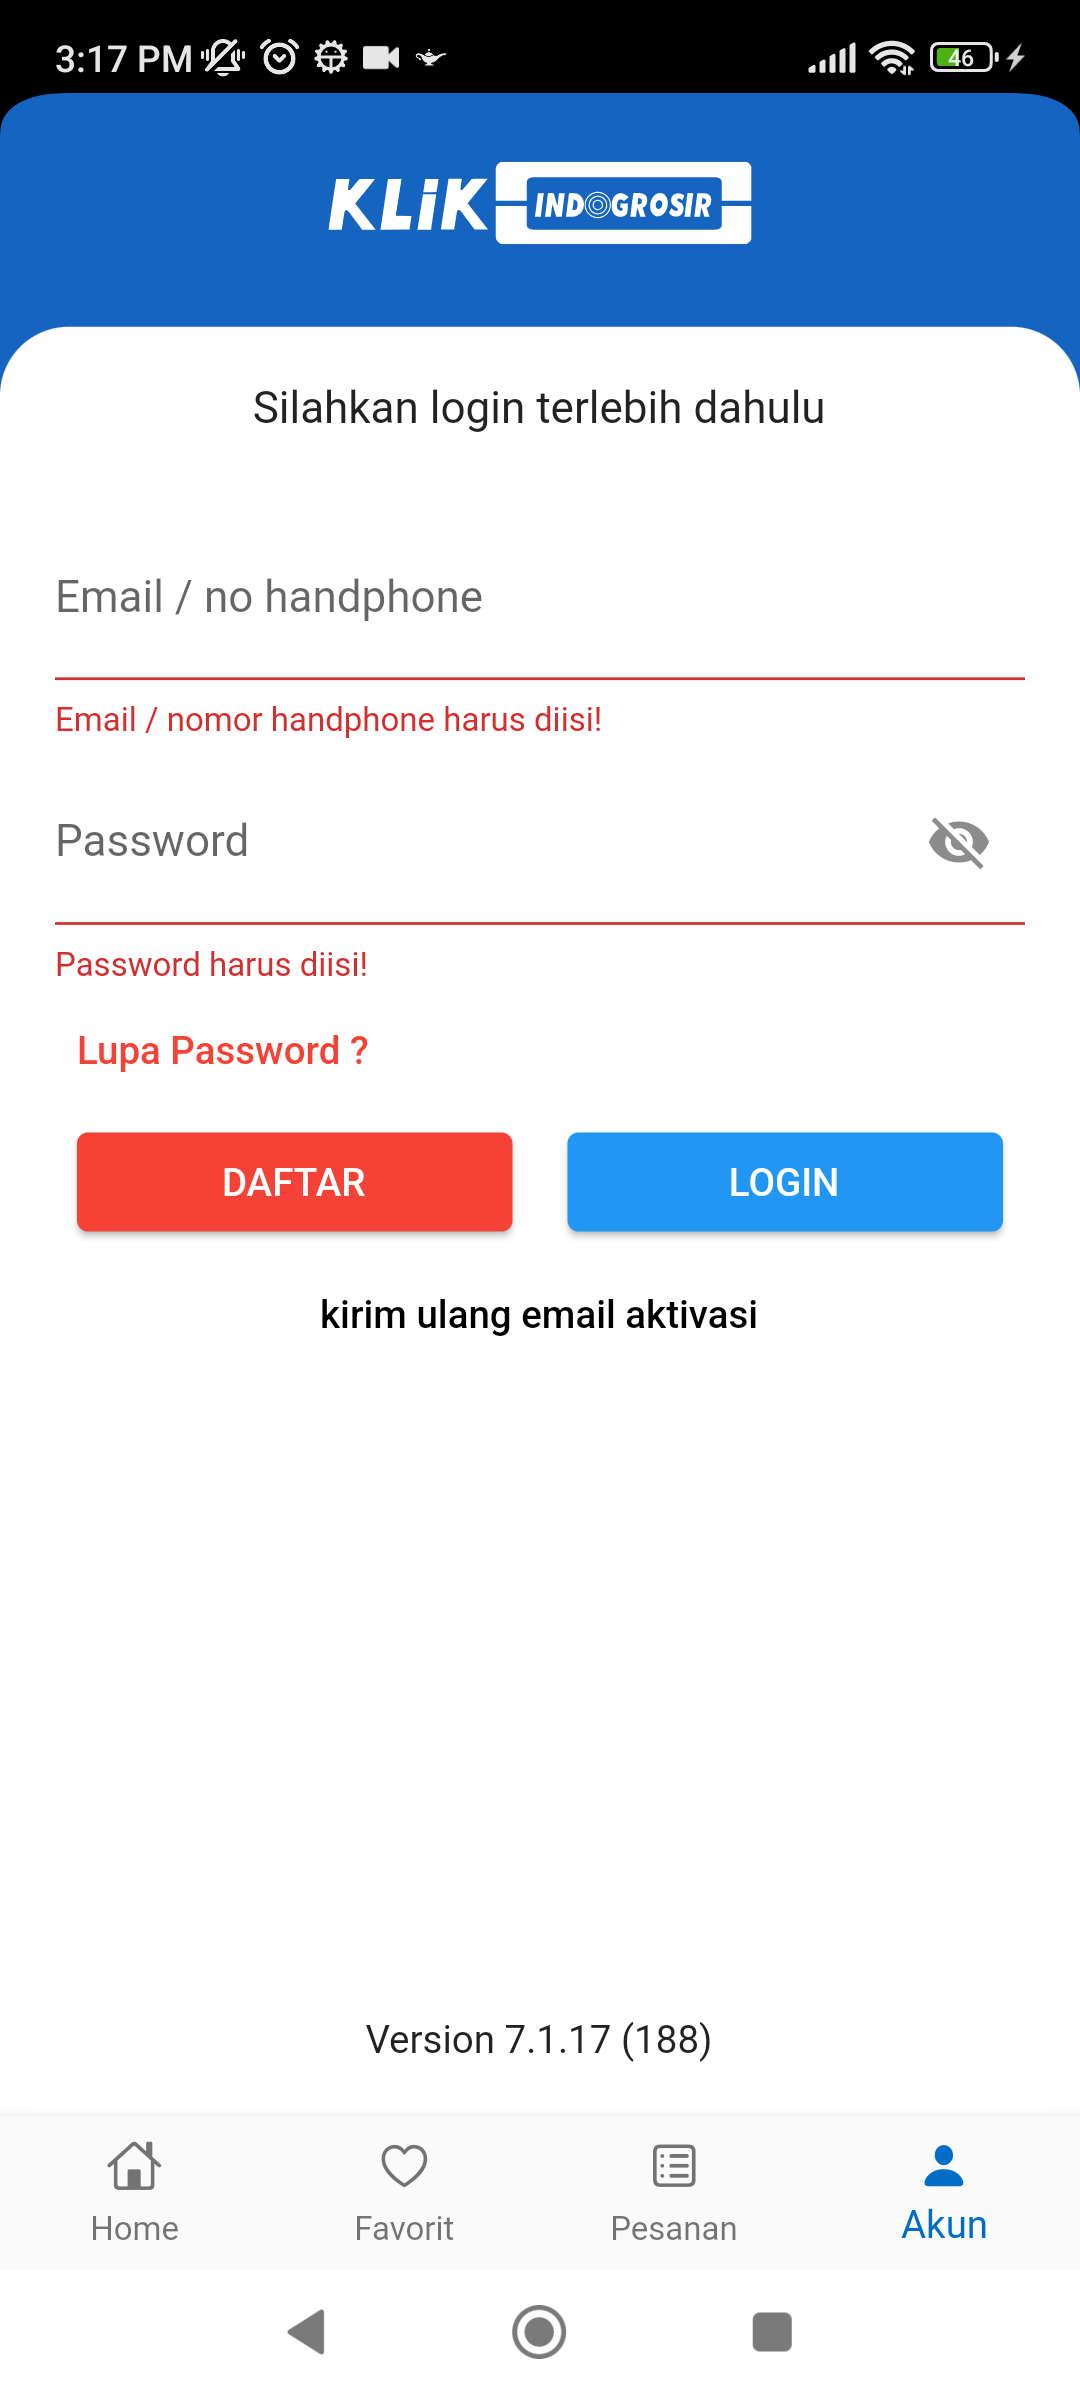 3:17 PM
46
KLiK INDOGROSIR
Silahkan login terlebih dahulu
Email / no handphone
Email / nomor handphone harus diisi!
Password
Password harus diisi!
Lupa Password ?
DAFTAR LOGIN
kirim ulang email aktivasi
Version 7.1.17 (188)
Home Favorit Pesanan Akun